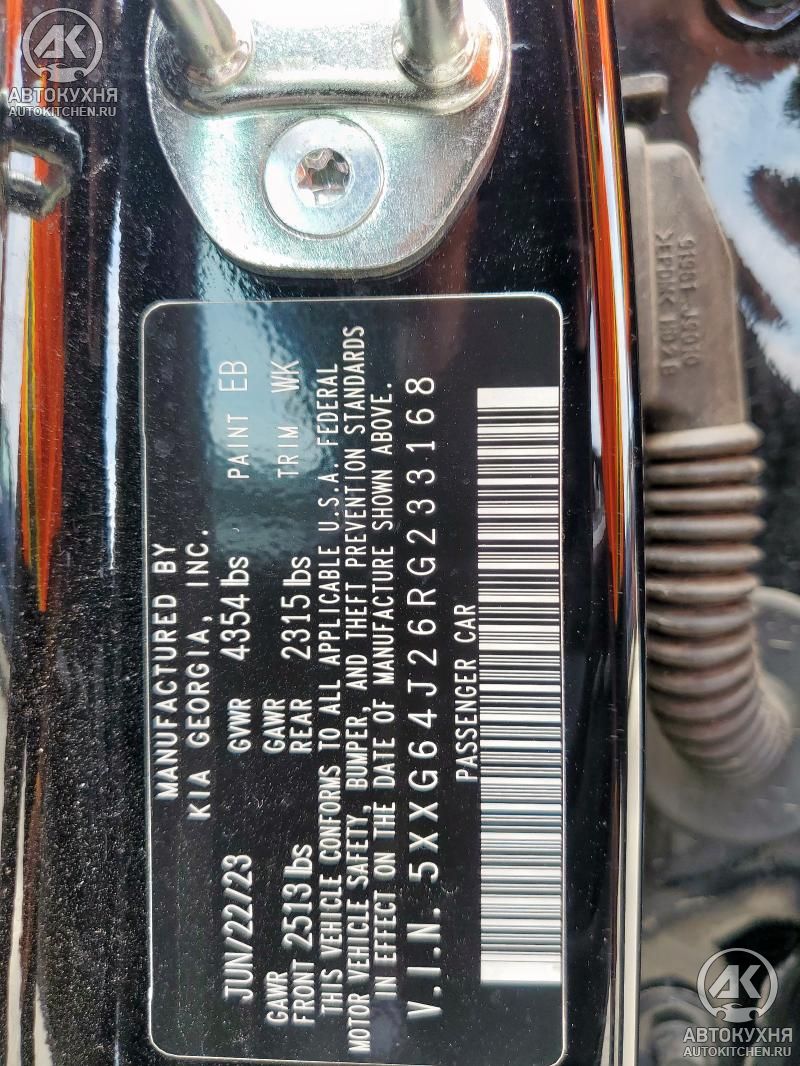 АК
АВТОКУХНЯ
AUTOKITCHEN.RU
MANUFACTURED BY
KIA GEORGIA, INC.
JUN/22/23 GVWR 4354 lbs PAINT EB
GAWR GAWR
FRONT 2513 lbs REAR 2315 lbs TRIM WK
THIS VEHICLE CONFORMS TO ALL APPLICABLE U.S.A. FEDERAL
MOTOR VEHICLE SAFETY, BUMPER, AND THEFT PREVENTION STANDARDS
IN EFFECT ON THE DATE OF MANUFACTURE SHOWN ABOVE.
V.I.N. 5XXG64J26RG233168
PASSENGER CAR
АК
АВТОКУХНЯ
AUTOKITCHEN.RU